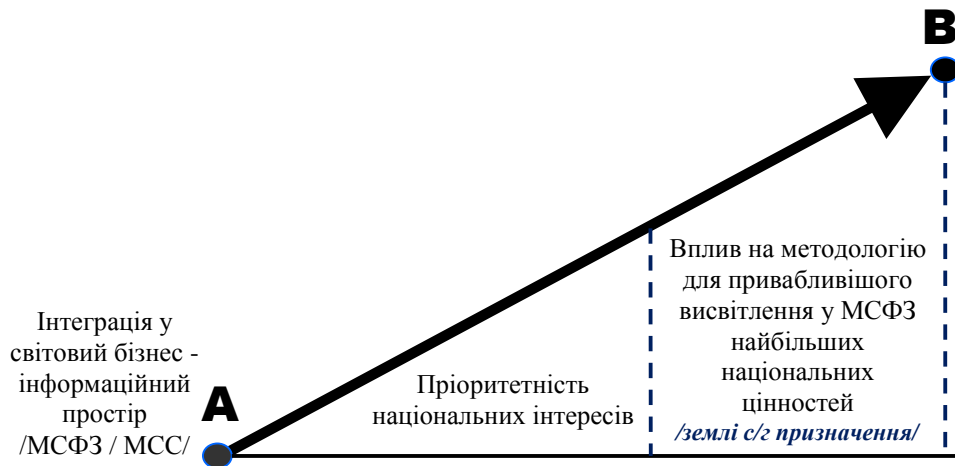 B
Вплив на методологію
для привабливішого
висвітлення у МСФЗ
найбільших
національних
цінностей
/землі с/г призначення/
Інтеграція у
світовий бізнес -
інформаційний
простір
/МСФЗ / МСС/
A
Пріоритетність
національних інтересів